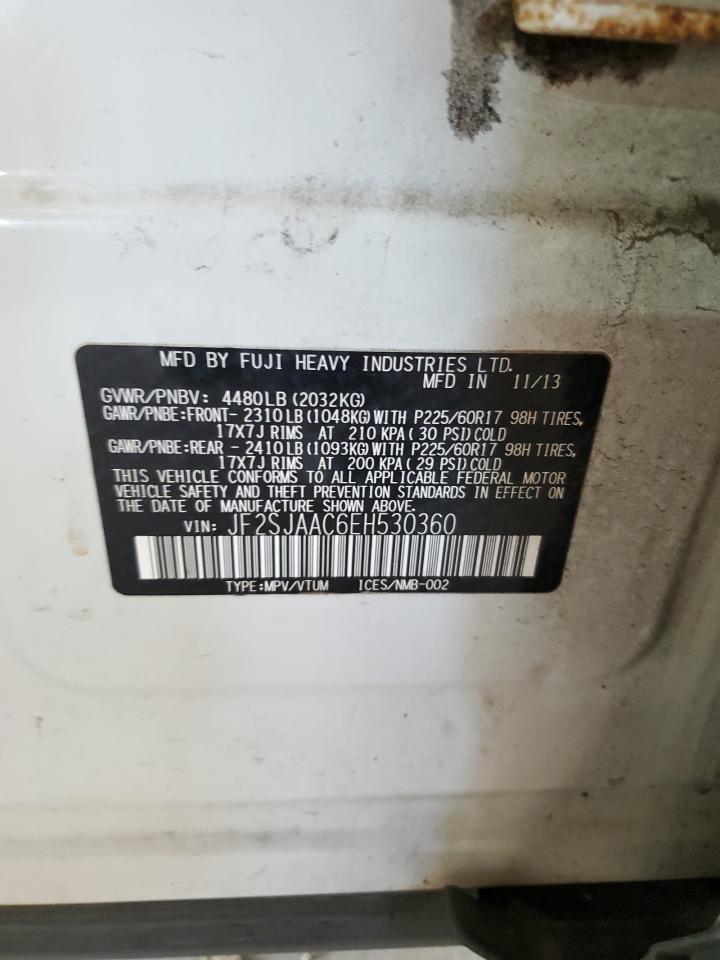 MFD BY FUJI HEAVY INDUSTRIES LTD.
MFD IN 11/13
GVWR/PNBV: 4480LB(2032KG)
GAWR/PNBE:FRONT- 2310LB(1048KG)WITH P225/60R17 98H TIRES,
17X7J RIMS AT 210 KPA(30 PSI)COLD
GAWR/PNBE:REAR - 2410LB(1093KG)WITH P225/60R17 98H TIRES,
17X7J RIMS AT 200 KPA(29 PSI)COLD
THIS VEHICLE CONFORMS TO ALL APPLICABLE FEDERAL MOTOR
VEHICLE SAFETY AND THEFT PREVENTION STANDARDS IN EFFECT ON
THE DATE OF MANUFACTURE SHOWN ABOVE.
VIN: JF2SJAAC6EH530360
TYPE:MPV/VTUM ICES/NMB-002